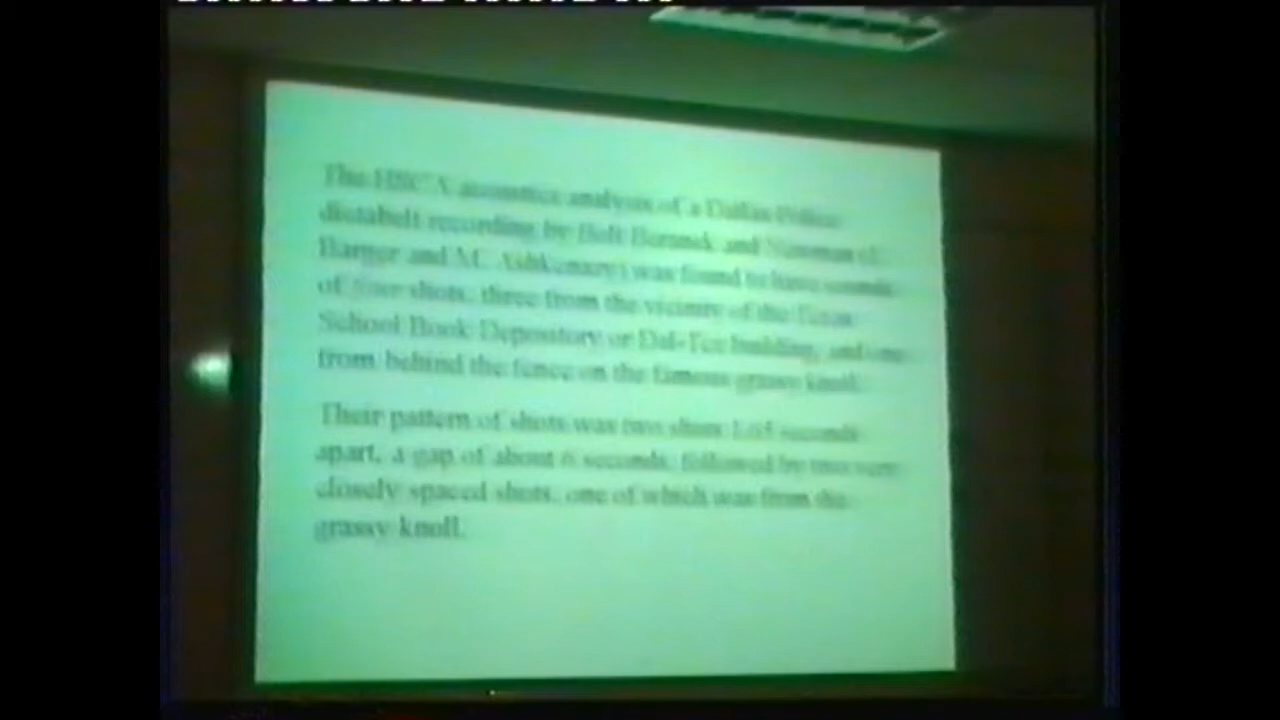 The HSCA acoustics analysis of a Dallas Police
dictabelt recording by Bolt Beranek and Newman (J.
Barger and M. Ashkenazy) was found to have sounds
of four shots, three from the vicinity of the Texas
School Book Depository or Dal-Tex building, and one
from behind the fence on the famous grassy knoll.
Their pattern of shots was two shots 1.65 seconds
apart, a gap of about 6 seconds, followed by two very
closely spaced shots, one of which was from the
grassy knoll.